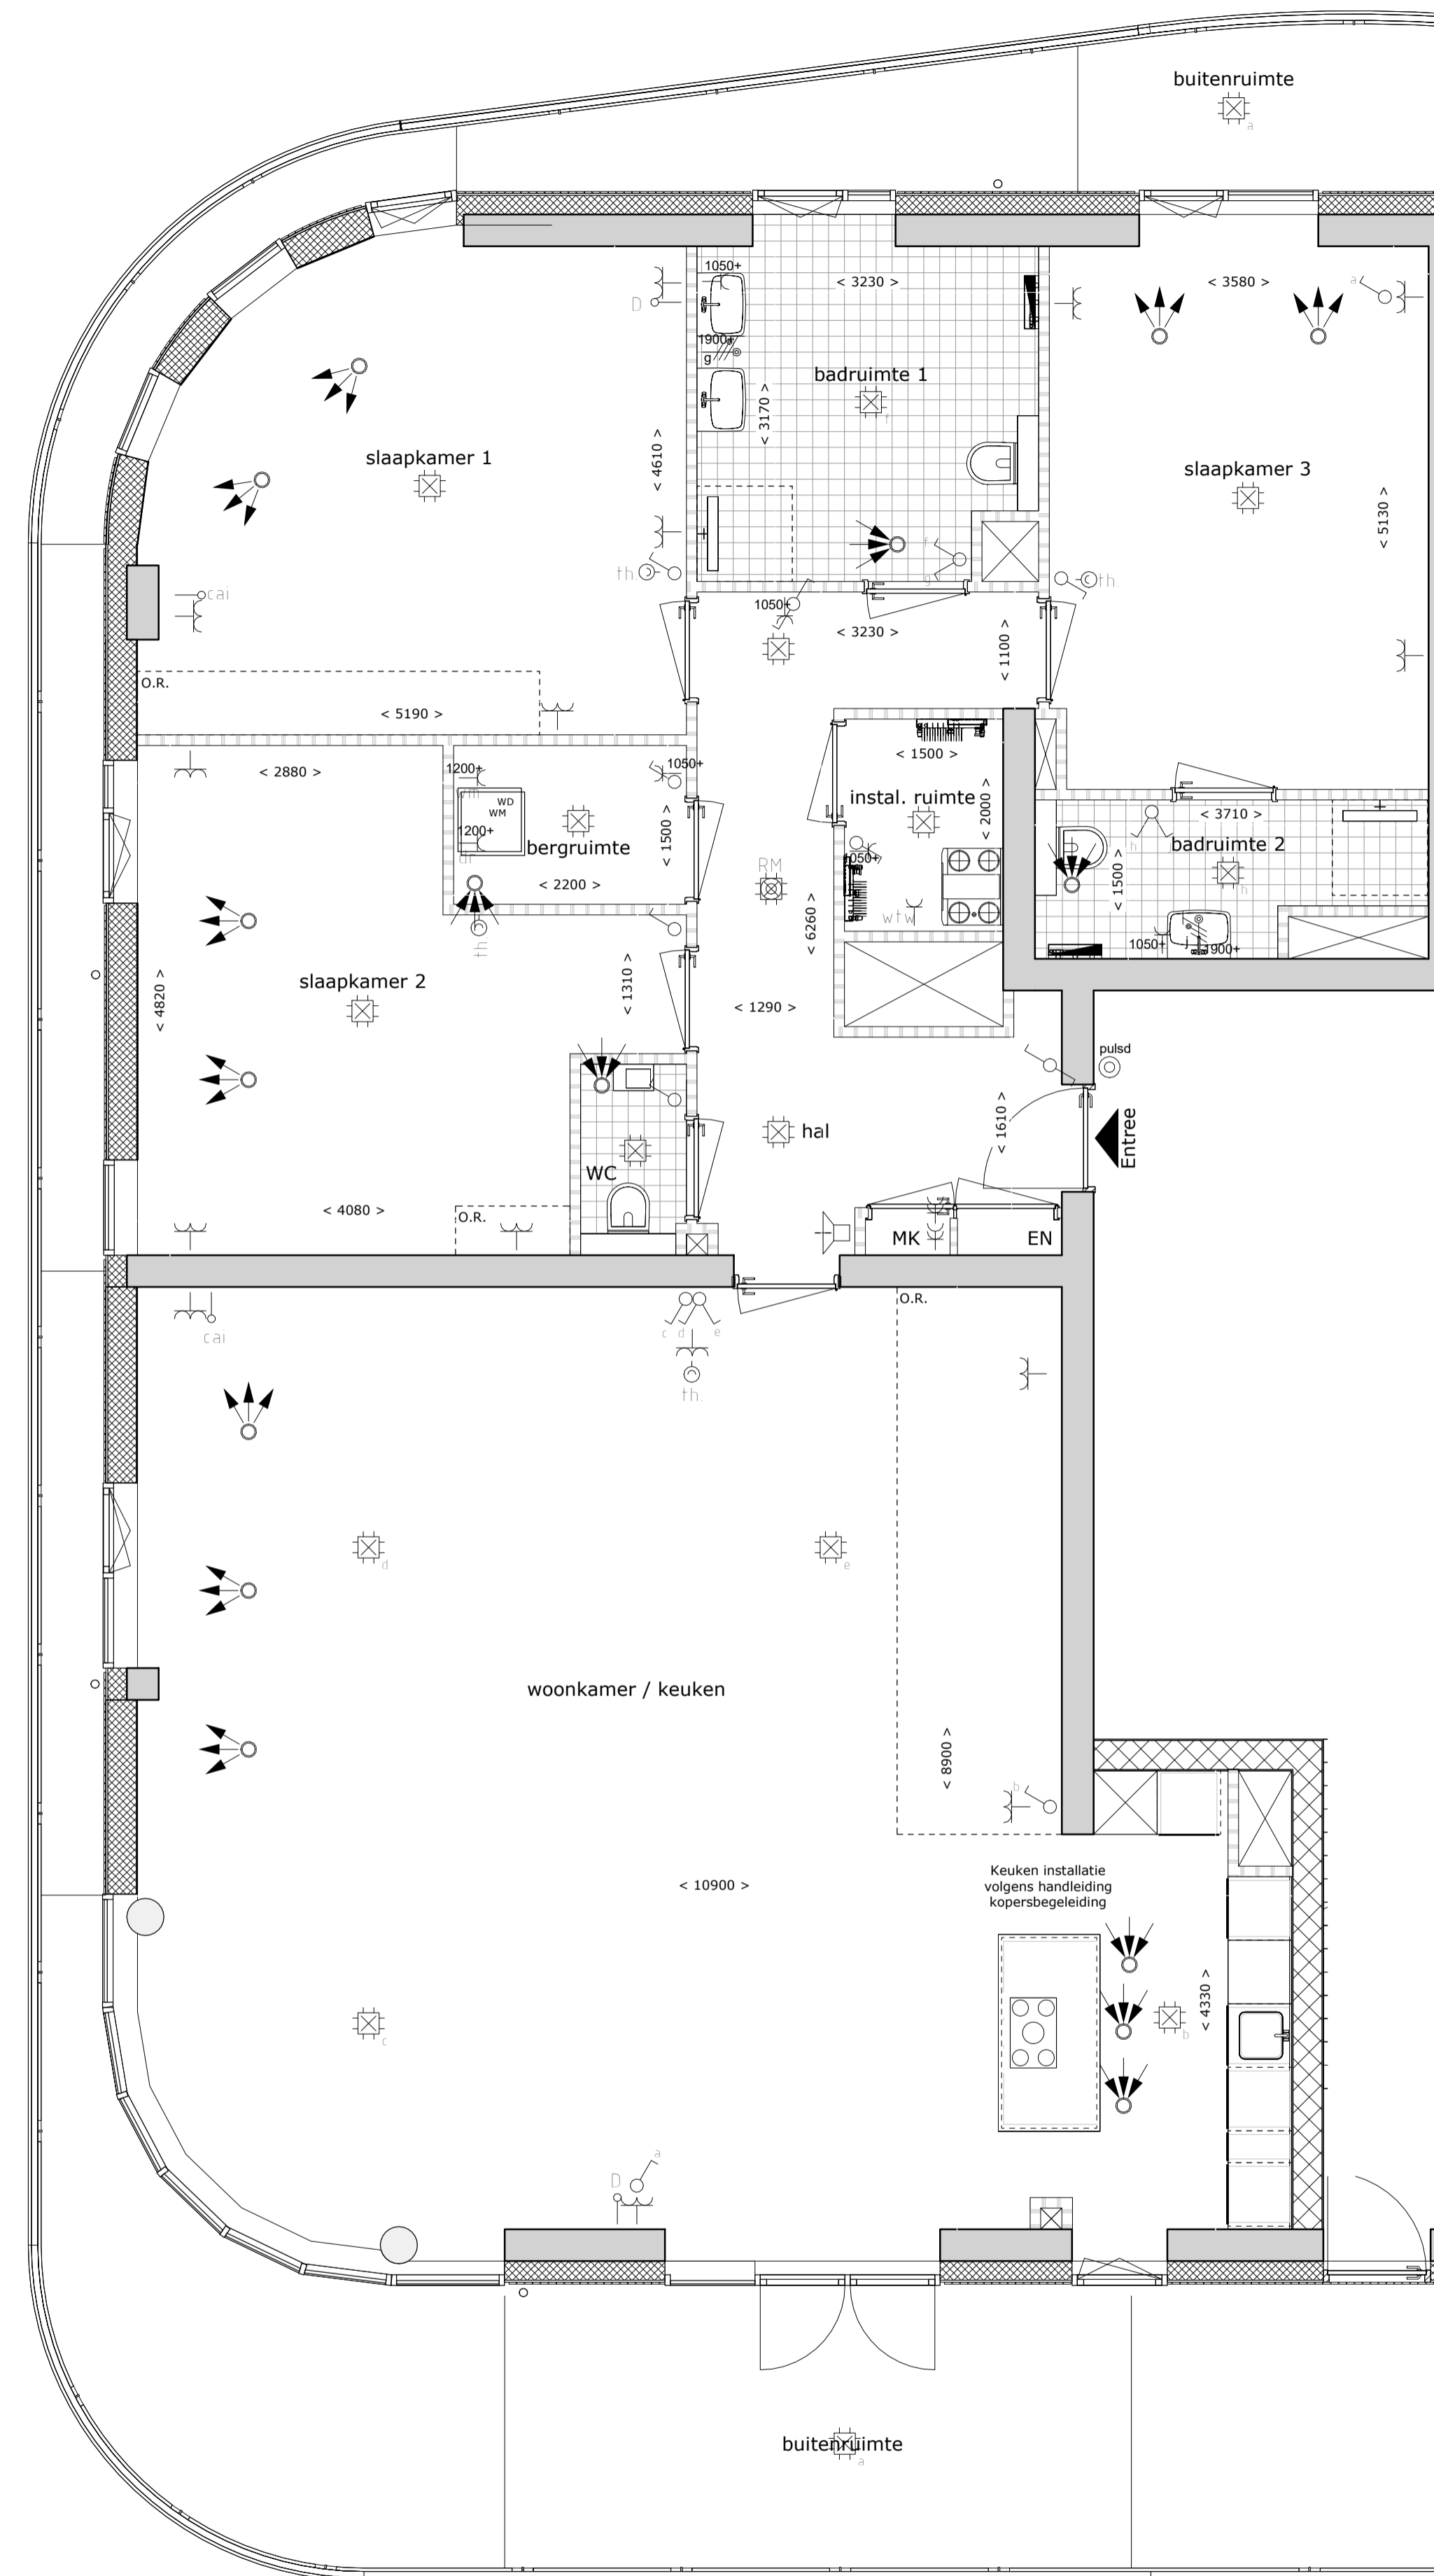 buitenruimte
a
1050+
< 3230 >
< 3580 >
a
D
1900+
g
badruimte 1
f
< 3170 >
slaapkamer 1
< 4610 >
slaapkamer 3
< 5130 >
f
g
th
th.
cai
1050+
< 3230 >
< 1100 >
O.R.
< 5190 >
< 2880 >
1200+
wm
WD
WM
1200+
dr
1050+
bergruimte
< 1500 >
< 2200 >
< 1500 >
instal. ruimte
< 2000 >
1050+
wtw
RM
< 3710 >
h
badruimte 2
h
< 1500 >
1050+
j
1900+
th
< 6260 >
slaapkamer 2
< 4820 >
< 1310 >
< 1290 >
pulsd
< 1610 >
Entree
hal
WC
< 4080 >
O.R.
MK
EN
O.R.
cai
c
d
e
th.
d
e
woonkamer / keuken
< 8900 >
b
< 10900 >
Keuken installatie
volgens handleiding
kopersbegeleiding
< 4330 >
b
c
a
D
buitenruimte
a